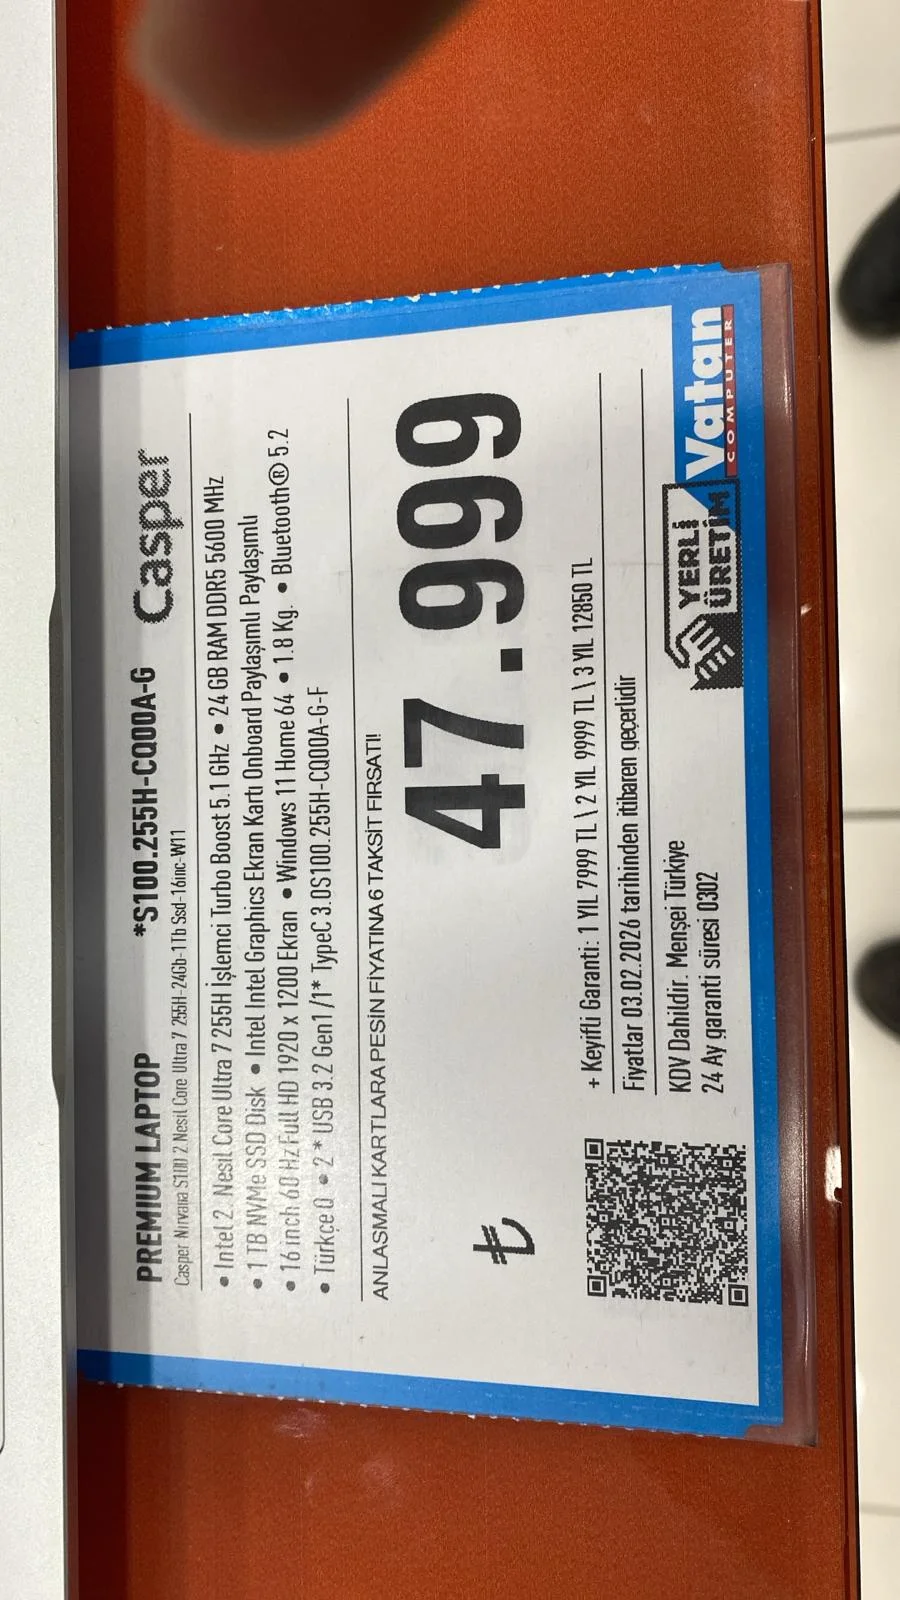 PREMIUM LAPTOP *S100.255H-CQ00A-G Casper
Casper Nirvana S100 2. Nesil Core Ultra 7 255H-24Gb-1Tb Ssd-16inc-W11
• Intel 2. Nesil Core Ultra 7 255H İşlemci Turbo Boost 5.1 GHz • 24 GB RAM DDR5 5600 MHz
• 1 TB NVMe SSD Disk • Intel Intel Graphics Ekran Kartı Onboard Paylaşımlı Paylaşımlı
• 16 inch 60 Hz Full HD 1920 x 1200 Ekran • Windows 11 Home 64 • 1.8 Kg. • Bluetooth® 5.2
• Türkçe Q • 2 * USB 3.2 Gen1 /1* TypeC 3.0S100.255H-CQ00A-G-F
ANLASMALI KARTLARA PESİN FİYATINA 6 TAKSİT FIRSATI!
₺ 47.999
+ Keyifli Garanti: 1 YIL 7999 TL \ 2 YIL 9999 TL \ 3 YIL 12850 TL
Fiyatlar 03.02.2026 tarihinden itibaren geçerlidir
KDV Dahildir. Menşei Türkiye
24 Ay garanti süresi 0302
YERLİ
ÜRETİM
Vatan
COMPUTER